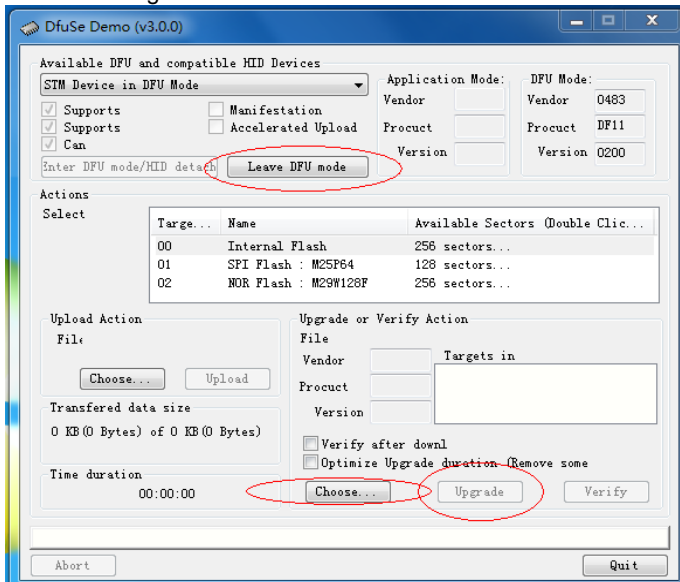 DfuSe Demo (v3.0.0)
Available DFU and compatible HID Devices
STM Device in DFU Mode
Supports
Manifestation
Supports
Accelerated Upload
Can
Enter DFU mode/HID detach
Leave DFU mode
Application Mode:
Vendor
Procuct
Version
DFU Mode:
Vendor 0483
Procuct DF11
Version 0200
Actions
Select
Targe... Name Available Sectors (Double Clic...
00 Internal Flash 256 sectors...
01 SPI Flash : M25P64 128 sectors...
02 NOR Flash : M29W128F 256 sectors...
Upload Action
File
Choose... Upload
Transfered data size
0 KB(0 Bytes) of 0 KB(0 Bytes)
Time duration
00:00:00
Upgrade or Verify Action
File
Vendor
Targets in
Procuct
Version
Verify after downl
Optimize Upgrade duration (Remove some
Choose... Upgrade Verify
Abort Quit